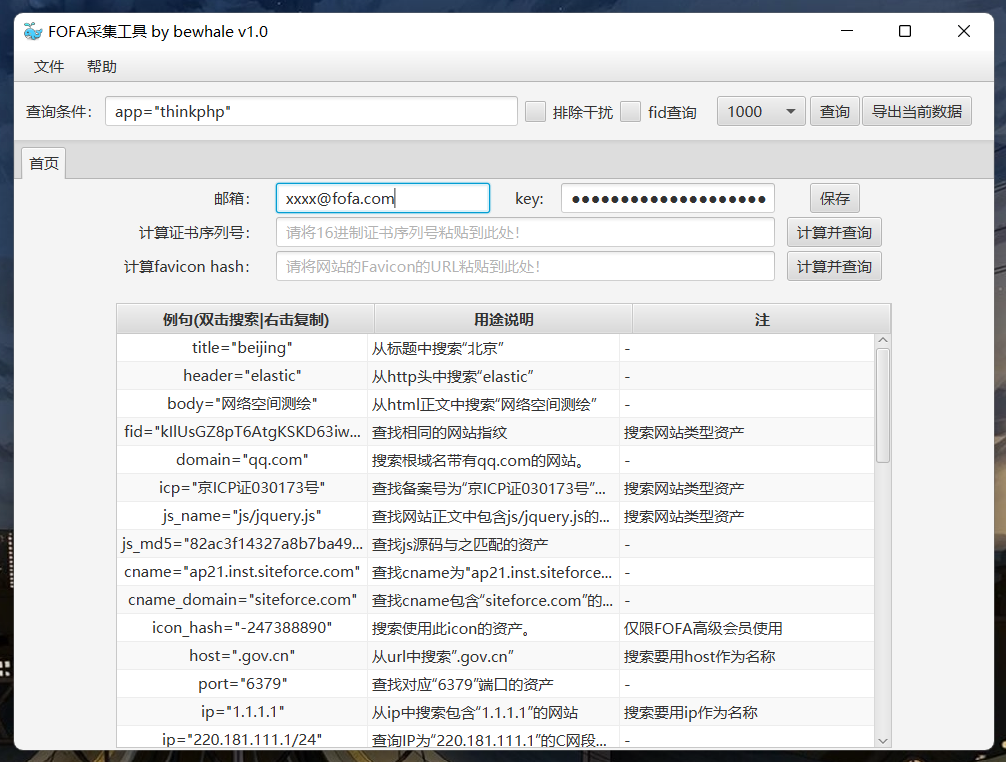 FOFA采集工具 by bewhale v1.0
文件 帮助
查询条件: app="thinkphp" 排除干扰 fid查询 1000 查询 导出当前数据
首页
邮箱: xxxx@fofa.com key: ●●●●●●●●●●●●●●●●●●●● 保存
计算证书序列号: 请将16进制证书序列号粘贴到此处! 计算并查询
计算favicon hash: 请将网站的Favicon的URL粘贴到此处! 计算并查询
例句(双击搜索|右击复制) 用途说明 注
title="beijing" 从标题中搜索“北京” -
header="elastic" 从http头中搜索“elastic” -
body="网络空间测绘" 从html正文中搜索“网络空间测绘” -
fid="kIlUsGZ8pT6AtgKSKD63iw... 查找相同的网站指纹 搜索网站类型资产
domain="qq.com" 搜索根域名带有qq.com的网站。 -
icp="京ICP证030173号" 查找备案号为“京ICP证030173号”... 搜索网站类型资产
js_name="js/jquery.js" 查找网站正文中包含js/jquery.js的... 搜索网站类型资产
js_md5="82ac3f14327a8b7ba49... 查找js源码与之匹配的资产 -
cname="ap21.inst.siteforce.com" 查找cname为"ap21.inst.siteforce... -
cname_domain="siteforce.com" 查找cname包含“siteforce.com”的... -
icon_hash="-247388890" 搜索使用此icon的资产。 仅限FOFA高级会员使用
host=".gov.cn" 从url中搜索”.gov.cn” 搜索要用host作为名称
port="6379" 查找对应“6379”端口的资产 -
ip="1.1.1.1" 从ip中搜索包含“1.1.1.1”的网站 搜索要用ip作为名称
ip="220.181.111.1/24" 查询IP为“220.181.111.1”的C网段... -